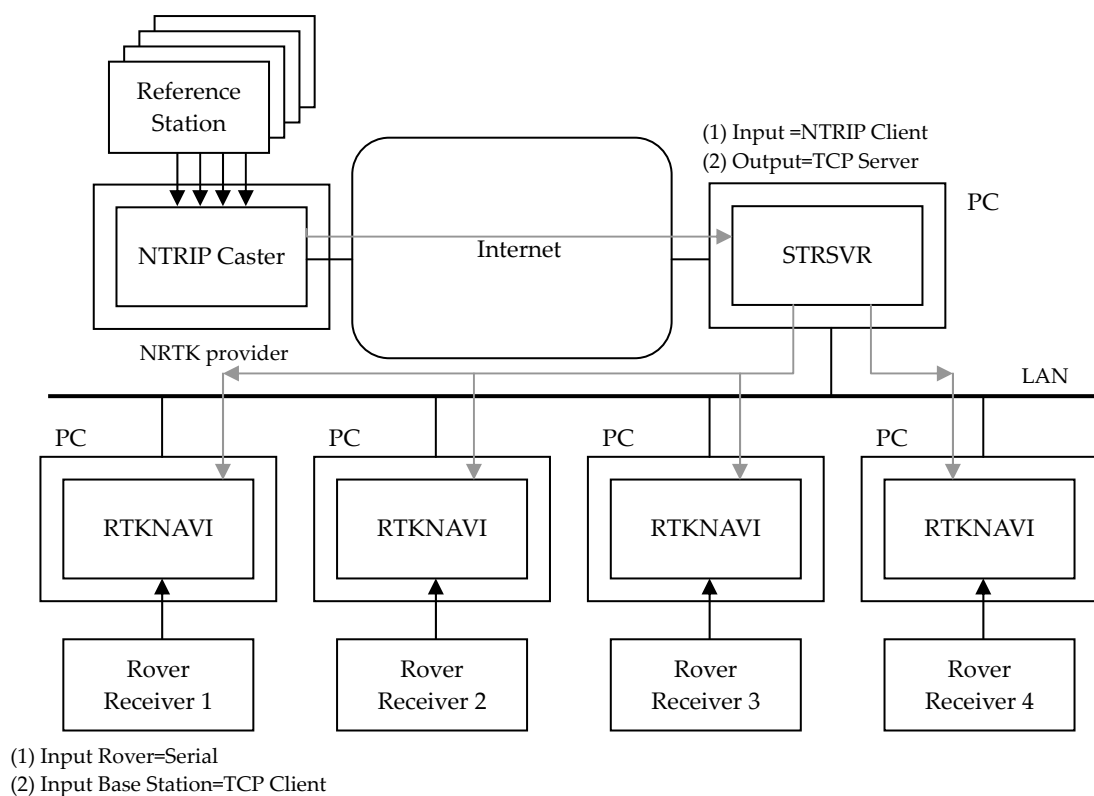 Reference
Station
(1) Input =NTRIP Client
(2) Output=TCP Server
PC
NTRIP Caster
Internet
STRSVR
NRTK provider
LAN
PC
PC
PC
PC
RTKNAVI
RTKNAVI
RTKNAVI
RTKNAVI
Rover
Receiver 1
Rover
Receiver 2
Rover
Receiver 3
Rover
Receiver 4
(1) Input Rover=Serial
(2) Input Base Station=TCP Client